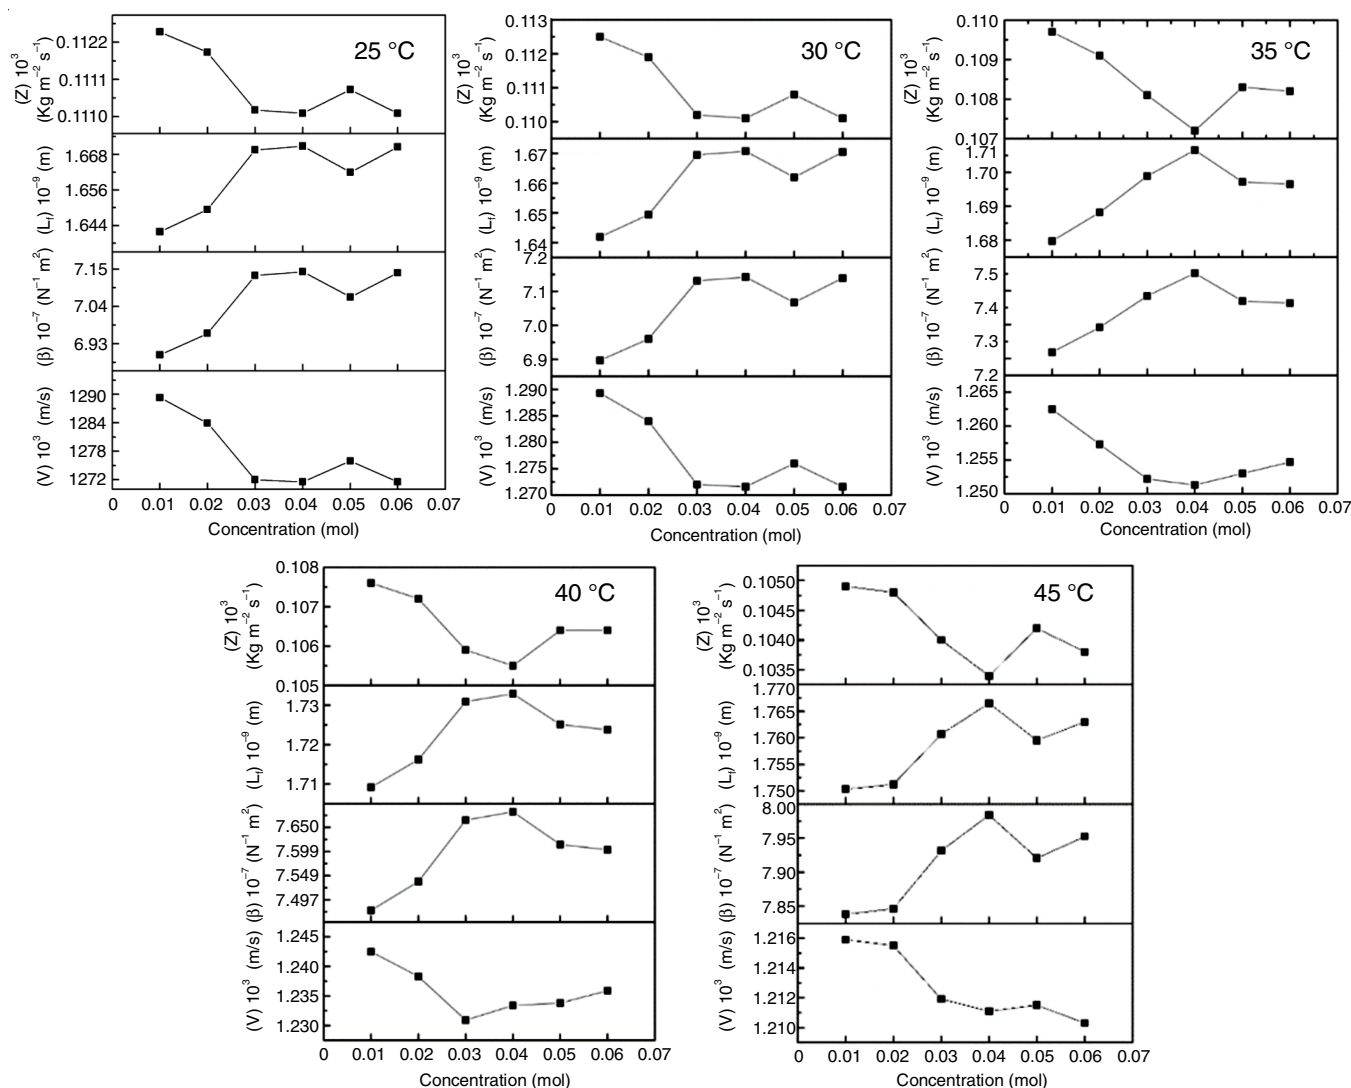 25 °C
(Z) 10³
(Kg m⁻² s⁻¹)
0.1122
0.1111
0.1110
(Lf) 10⁻⁹ (m)
1.668
1.656
1.644
(β) 10⁻⁷ (N⁻¹ m²)
7.15
7.04
6.93
(V) 10³ (m/s)
1290
1284
1278
1272
0 0.01 0.02 0.03 0.04 0.05 0.06 0.07
Concentration (mol)
30 °C
(Z) 10³
(Kg m⁻² s⁻¹)
0.113
0.112
0.111
0.110
(Lf) 10⁻⁹ (m)
1.67
1.66
1.65
1.64
(β) 10⁻⁷ (N⁻¹ m²)
7.2
7.1
7.0
6.9
(V) 10³ (m/s)
1.290
1.285
1.280
1.275
1.270
0 0.01 0.02 0.03 0.04 0.05 0.06 0.07
Concentration (mol)
35 °C
(Z) 10³
(Kg m⁻² s⁻¹)
0.110
0.109
0.108
0.107
(Lf) 10⁻⁹ (m)
1.71
1.70
1.69
1.68
(β) 10⁻⁷ (N⁻¹ m²)
7.5
7.4
7.3
7.2
(V) 10³ (m/s)
1.265
1.260
1.255
1.250
0 0.01 0.02 0.03 0.04 0.05 0.06 0.07
Concentration (mol)
40 °C
(Z) 10³
(Kg m⁻² s⁻¹)
0.108
0.107
0.106
0.105
(Lf) 10⁻⁹ (m)
1.73
1.72
1.71
(β) 10⁻⁷ (N⁻¹ m²)
7.650
7.599
7.549
7.497
(V) 10³ (m/s)
1.245
1.240
1.235
1.230
0 0.01 0.02 0.03 0.04 0.05 0.06 0.07
Concentration (mol)
45 °C
(Z) 10³
(Kg m⁻² s⁻¹)
0.1050
0.1045
0.1040
0.1035
(Lf) 10⁻⁹ (m)
1.770
1.765
1.760
1.755
1.750
(β) 10⁻⁷ (N⁻¹ m²)
8.00
7.95
7.90
7.85
(V) 10³ (m/s)
1.216
1.214
1.212
1.210
0 0.01 0.02 0.03 0.04 0.05 0.06 0.07
Concentration (mol)